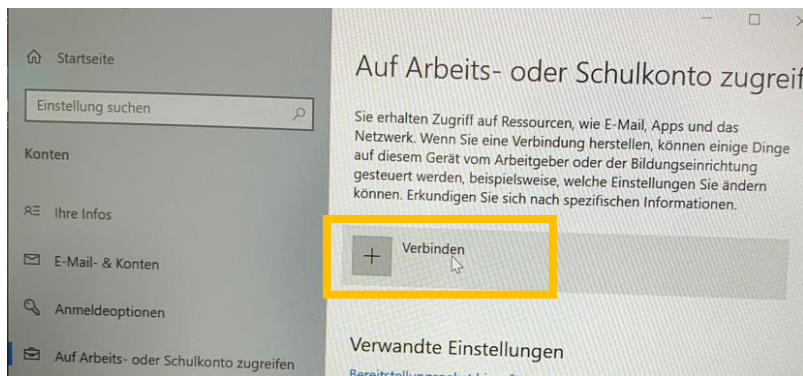 Startseite
Einstellung suchen
Konten
Ihre Infos
E-Mail- & Konten
Anmeldeoptionen
Auf Arbeits- oder Schulkonto zugreifen
Auf Arbeits- oder Schulkonto zugreif
Sie erhalten Zugriff auf Ressourcen, wie E-Mail, Apps und das
Netzwerk. Wenn Sie eine Verbindung herstellen, können einige Dinge
auf diesem Gerät vom Arbeitgeber oder der Bildungseinrichtung
gesteuert werden, beispielsweise, welche Einstellungen Sie ändern
können. Erkundigen Sie sich nach spezifischen Informationen.
Verbinden
Verwandte Einstellungen